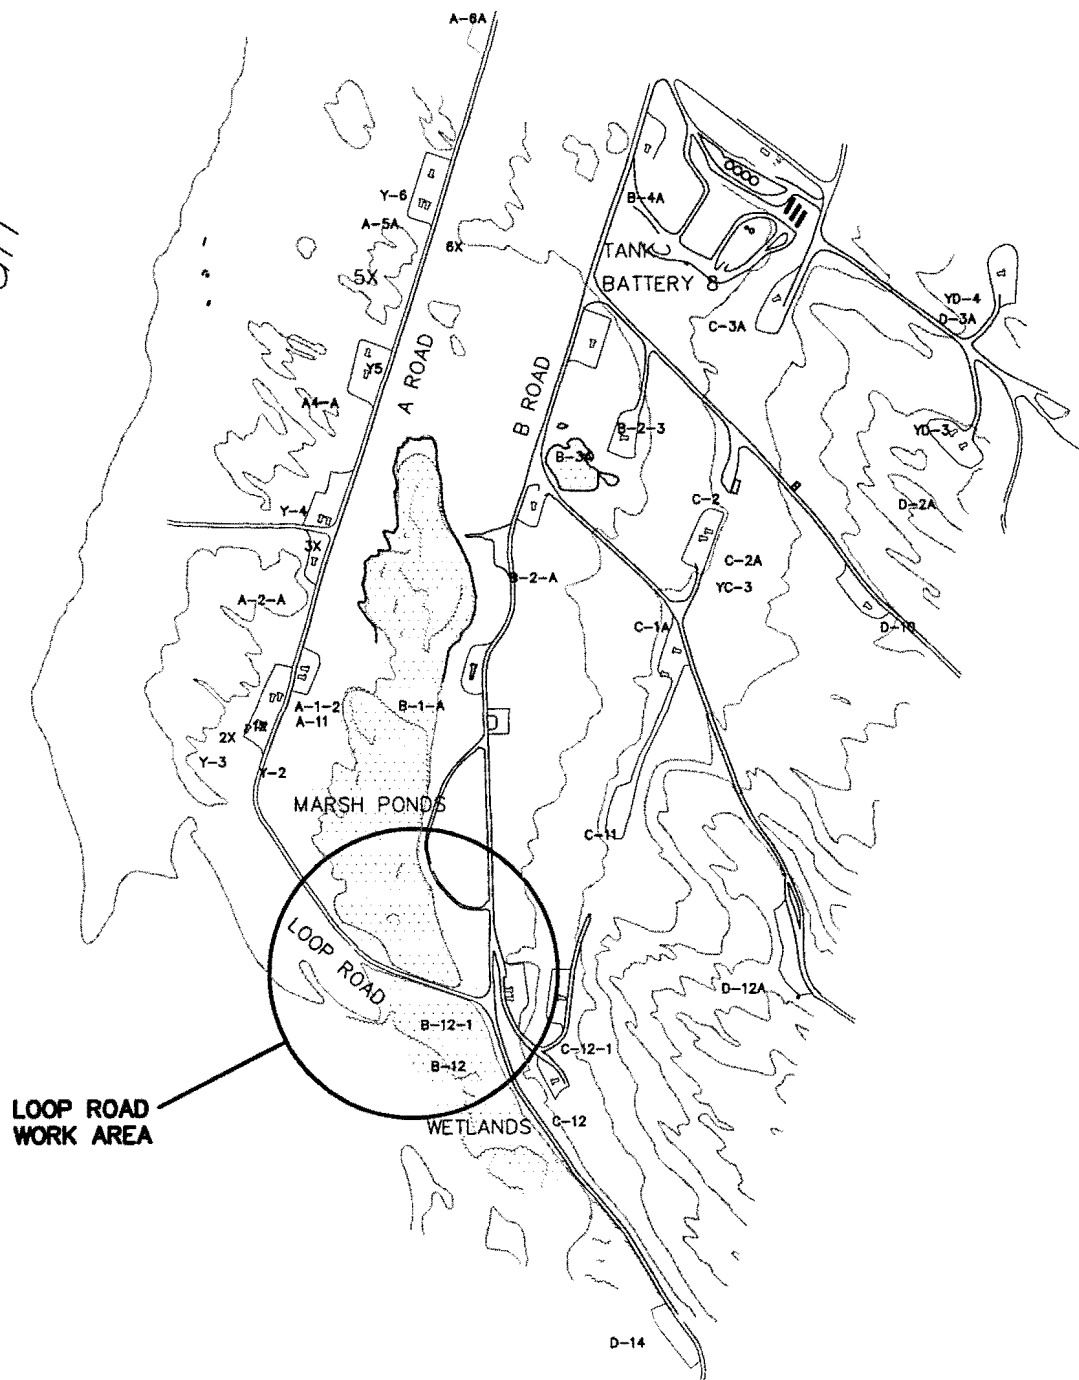 A-6A
Y-6
A-5A
6X
5X
B-4A
TANK
BATTERY 8
YD-4
D-3A
C-3A
A ROAD
B ROAD
Y5
A4-A
B-2-3
YD-3
B-3A
C-2
D-2A
Y-4
3X
C-2A
B-2-A
YC-3
A-2-A
C-1A
D-10
A-1-2
B-1-A
A-11
2X
Y-3
Y-2
MARSH PONDS
C-11
LOOP ROAD
D-12A
B-12-1
C-12-1
B-12
LOOP ROAD
WORK AREA
WETLANDS
C-12
D-14